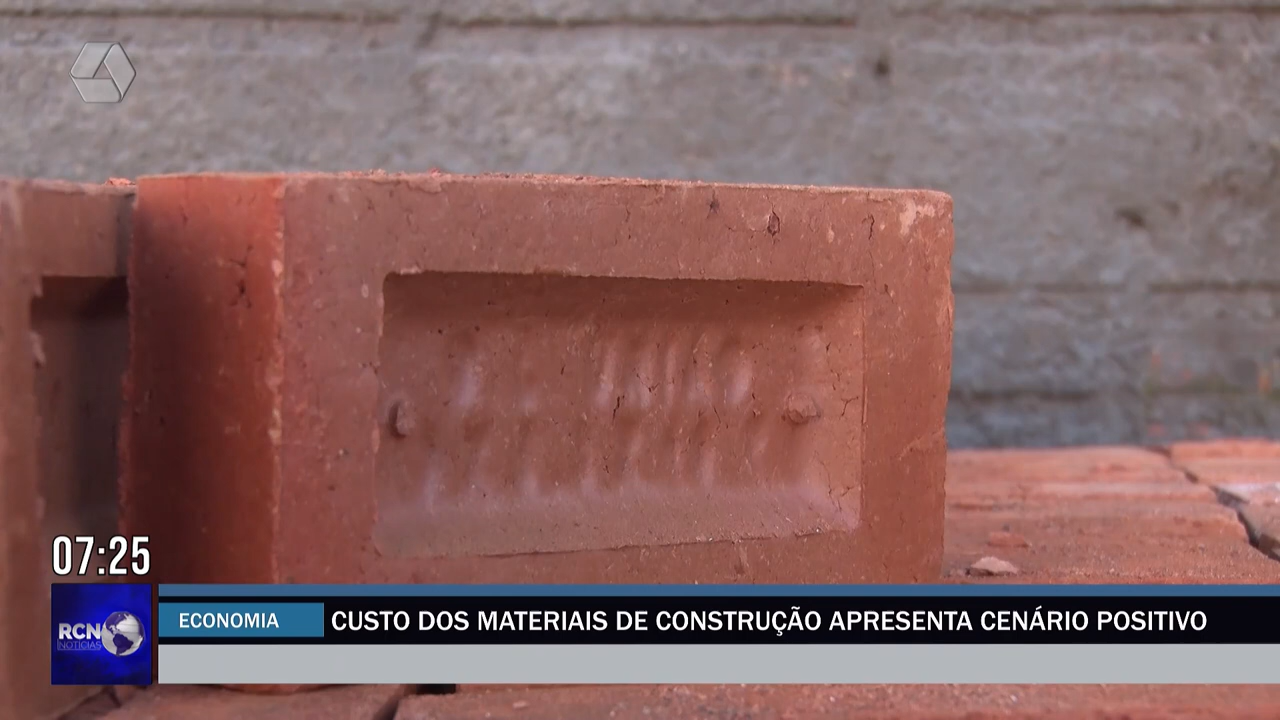 07:25
RCN
NOTÍCIAS
ECONOMIA
CUSTO DOS MATERIAIS DE CONSTRUÇÃO APRESENTA CENÁRIO POSITIVO